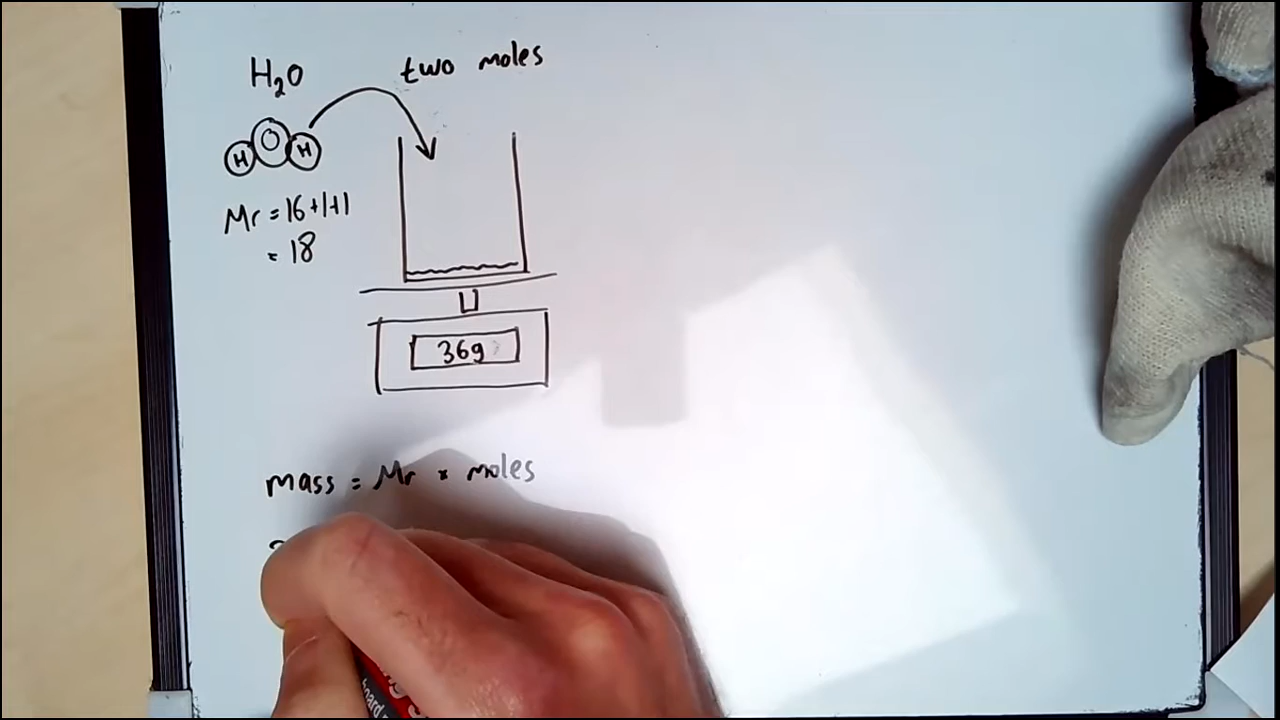 H₂O
two moles
H O H
Mr = 16+1+1
= 18
36g
mass = Mr × moles